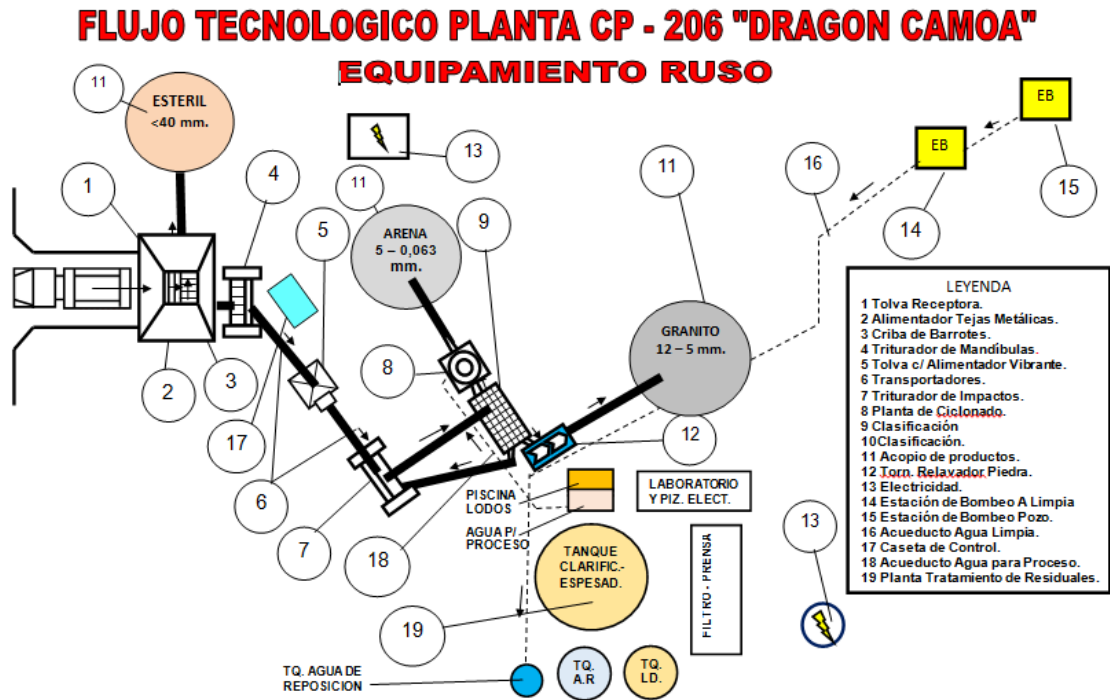 FLUJO TECNOLOGICO PLANTA CP - 206 "DRAGON CAMOA"
EQUIPAMIENTO RUSO
11
ESTERIL
<40 mm.
13
EB
EB
1
4
11
9
11
16
15
5
ARENA
5 – 0,063
mm.
14
GRANITO
12 – 5 mm.
8
2
3
17
12
6
7
18
PISCINA
LODOS
AGUA P/
PROCESO
LABORATORIO
Y PIZ. ELECT.
TANQUE
CLARIFIC.-
ESPESAD.
FILTRO - PRENSA
13
19
TQ. AGUA DE
REPOSICION
TQ.
A.R
TQ.
LD.
LEYENDA
1 Tolva Receptora.
2 Alimentador Tejas Metálicas.
3 Criba de Barrotes.
4 Triturador de Mandíbulas.
5 Tolva c/ Alimentador Vibrante.
6 Transportadores.
7 Triturador de Impactos.
8 Planta de Ciclonado.
9 Clasificación
10Clasificación.
11 Acopio de productos.
12 Torn. Relavador Piedra.
13 Electricidad.
14 Estación de Bombeo A Limpia
15 Estación de Bombeo Pozo.
16 Acueducto Agua Limpia.
17 Caseta de Control.
18 Acueducto Agua para Proceso.
19 Planta Tratamiento de Residuales.